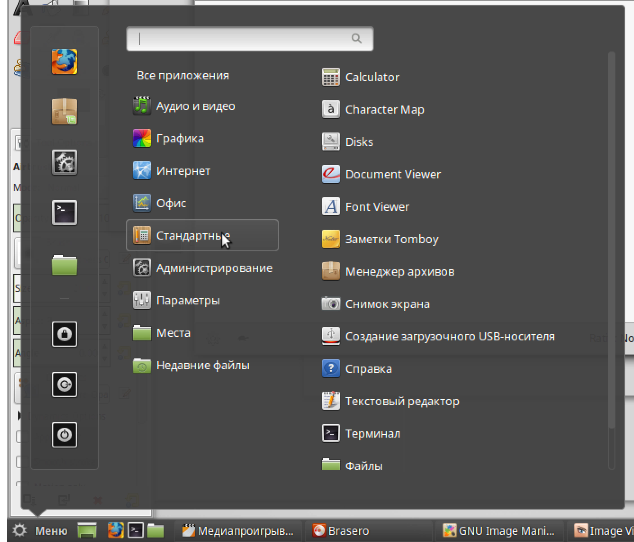 Все приложения
Аудио и видео
Графика
Интернет
Офис
Стандартные
Администрирование
Параметры
Места
Недавние файлы
Calculator
Character Map
Disks
Document Viewer
Font Viewer
Заметки Tomboy
Менеджер архивов
Снимок экрана
Создание загрузочного USB-носителя
Справка
Текстовый редактор
Терминал
Файлы
Меню
Медиапроигрыв...
Brasero
GNU Image Mani...
Image Vi